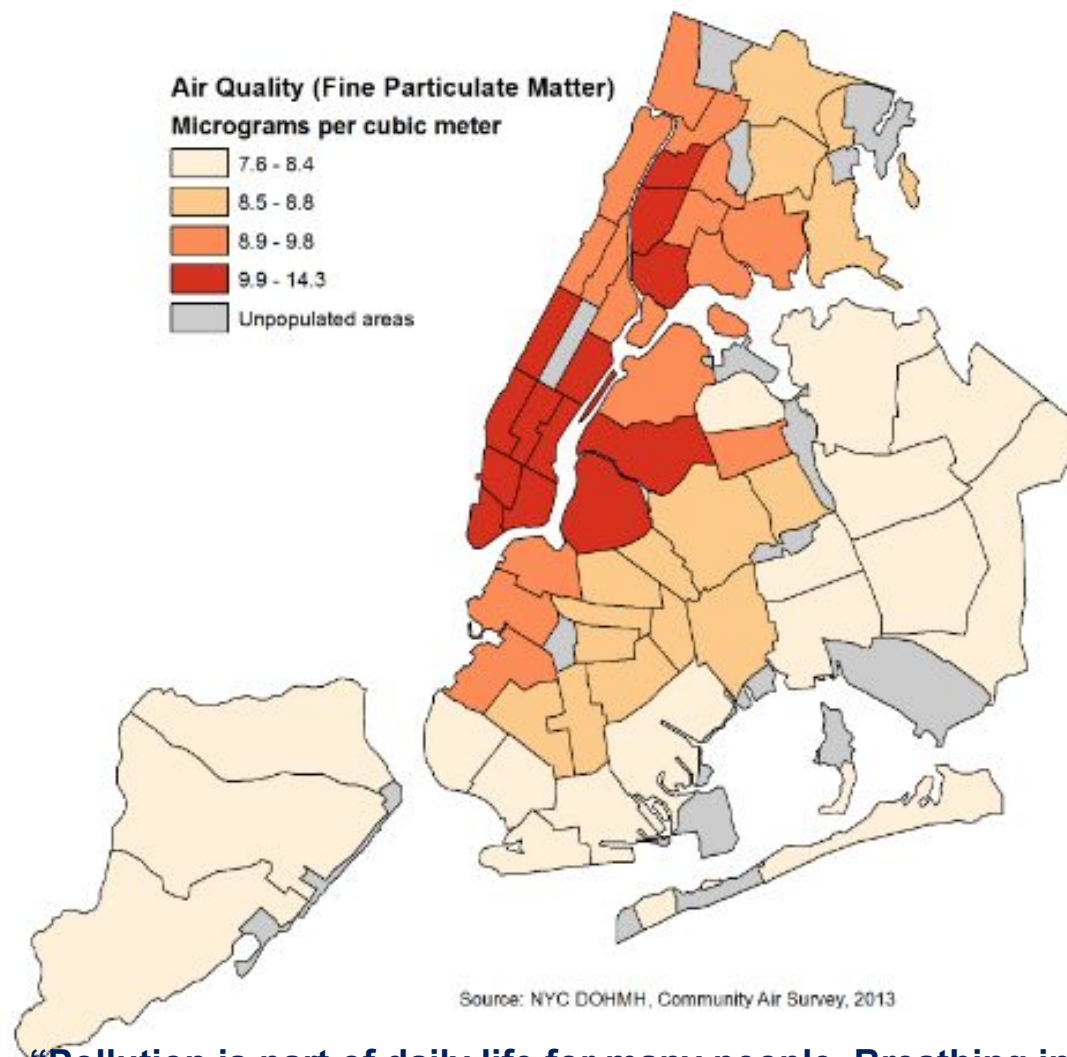 Air Quality (Fine Particulate Matter)
Micrograms per cubic meter
7.6 - 8.4
8.5 - 8.8
8.9 - 9.8
9.9 - 14.3
Unpopulated areas
Source: NYC DOHMH, Community Air Survey, 2013
“Pollution is part of daily life for many people. Breathing in